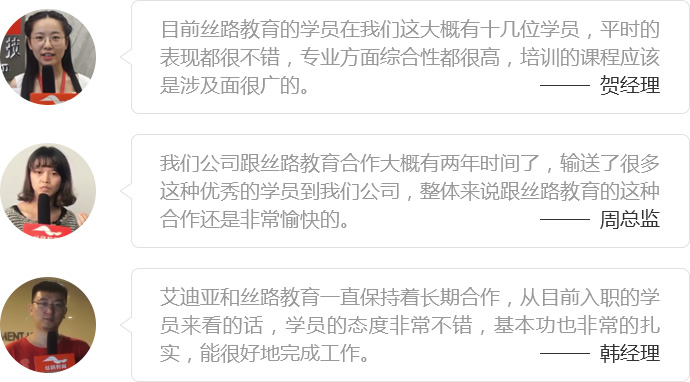 目前丝路教育的学员在我们这大概有十几位学员，平时的
表现都很不错，专业方面综合性都很高，培训的课程应该
是涉及面很广的。 —— 贺经理
我们公司跟丝路教育合作大概有两年时间了，输送了很多
这种优秀的学员到我们公司，整体来说跟丝路教育的这种
合作还是非常愉快的。 —— 周总监
艾迪亚和丝路教育一直保持着长期合作，从目前入职的学
员来看的话，学员的态度非常不错，基本功也非常的扎
实，能很好地完成工作。 —— 韩经理